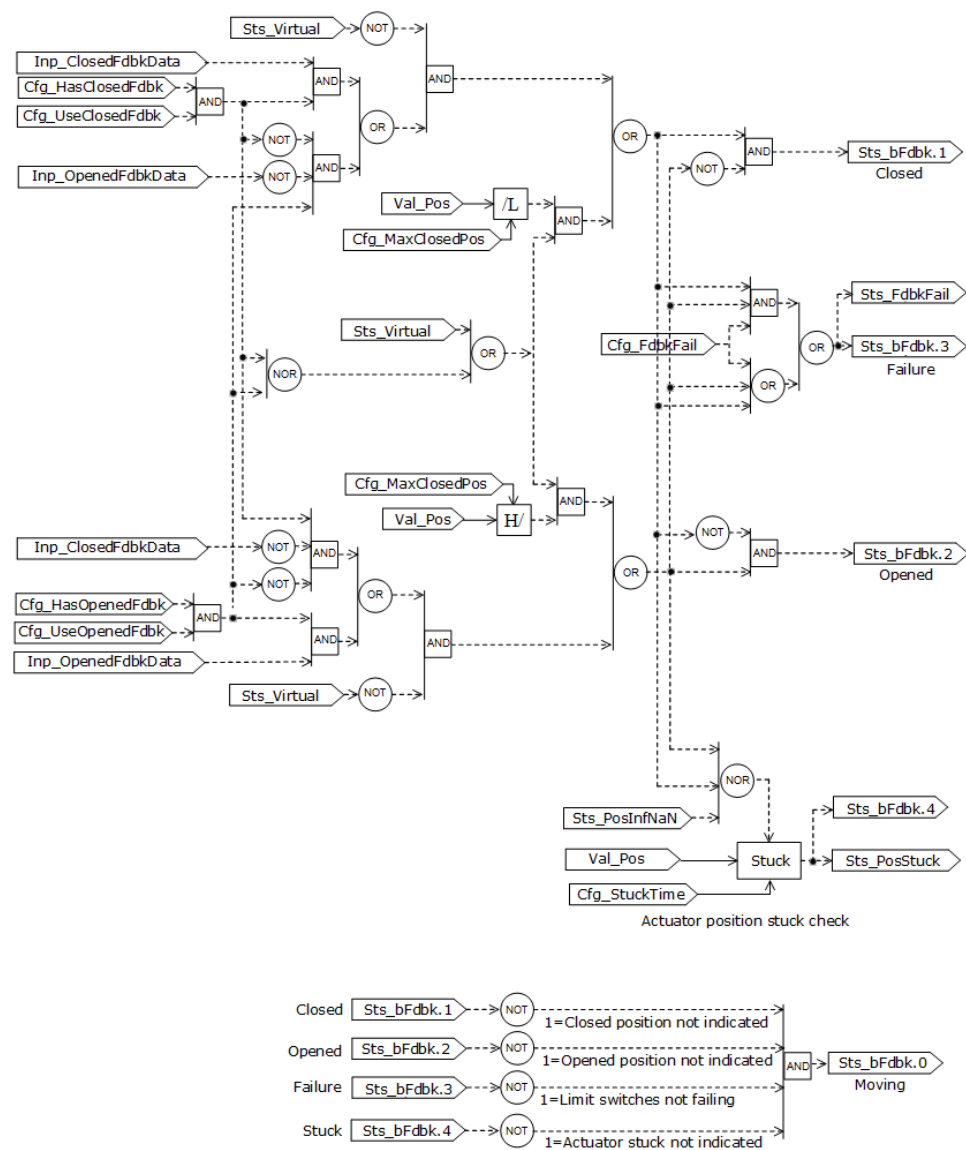 Sts_Virtual
NOT
Inp_ClosedFdbkData
Cfg_HasClosedFdbk
AND
AND
AND
Cfg_UseClosedFdbk
OR
OR
NOT
AND
Sts_bFdbk.1
Closed
NOT
AND
NOT
Inp_OpenedFdbkData
NOT
Val_Pos
/L
AND
Cfg_MaxClosedPos
Sts_FdbkFail
AND
Sts_Virtual
Cfg_FdbkFail
OR
OR
Sts_bFdbk.3
Failure
NOR
OR
Cfg_MaxClosedPos
AND
Val_Pos
H/
NOT
Inp_ClosedFdbkData
NOT
AND
AND
Sts_bFdbk.2
Opened
OR
NOT
Cfg_HasOpenedFdbk
OR
AND
Cfg_UseOpenedFdbk
AND
AND
Inp_OpenedFdbkData
Sts_Virtual
NOT
NOR
Sts_PosInfNaN
Sts_bFdbk.4
Val_Pos
Stuck
Sts_PosStuck
Cfg_StuckTime
Actuator position stuck check
Closed
Sts_bFdbk.1
NOT
1=Closed position not indicated
Opened
Sts_bFdbk.2
NOT
1=Opened position not indicated
AND
Sts_bFdbk.0
Moving
Failure
Sts_bFdbk.3
NOT
1=Limit switches not failing
Stuck
Sts_bFdbk.4
NOT
1=Actuator stuck not indicated